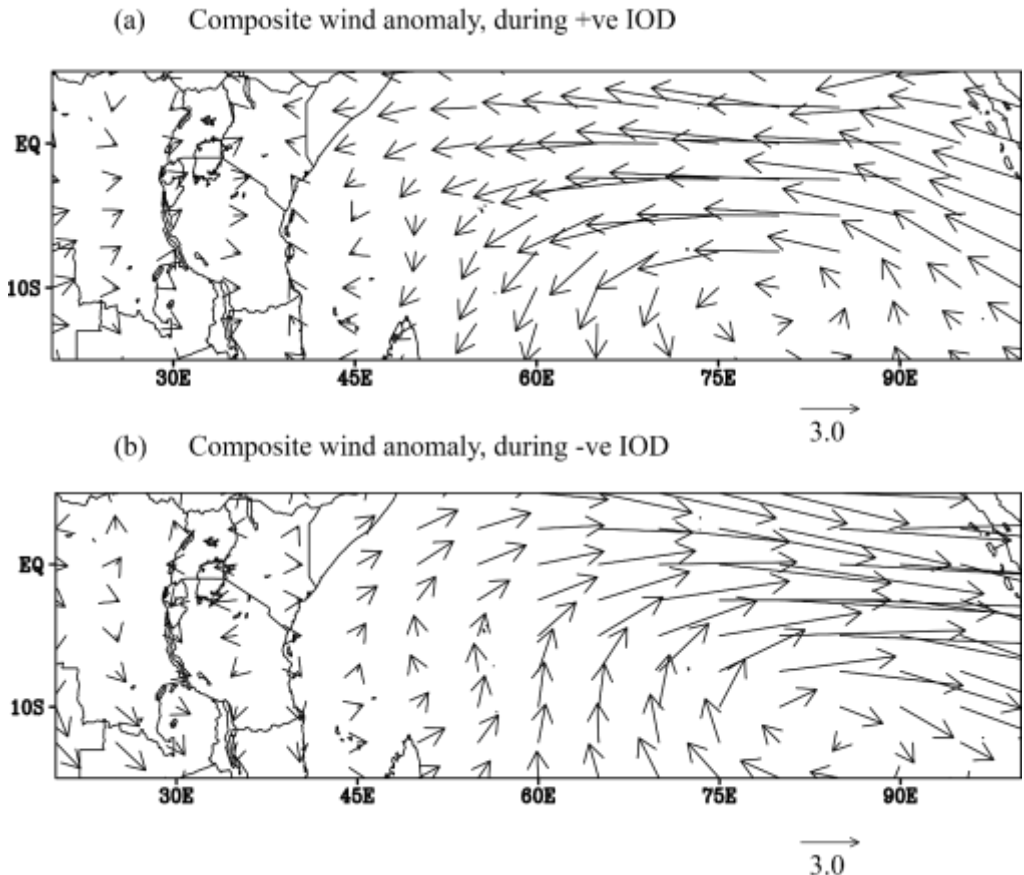 (a) Composite wind anomaly, during +ve IOD
EQ
10S
30E 45E 60E 75E 90E
3.0
(b) Composite wind anomaly, during -ve IOD
EQ
10S
30E 45E 60E 75E 90E
3.0